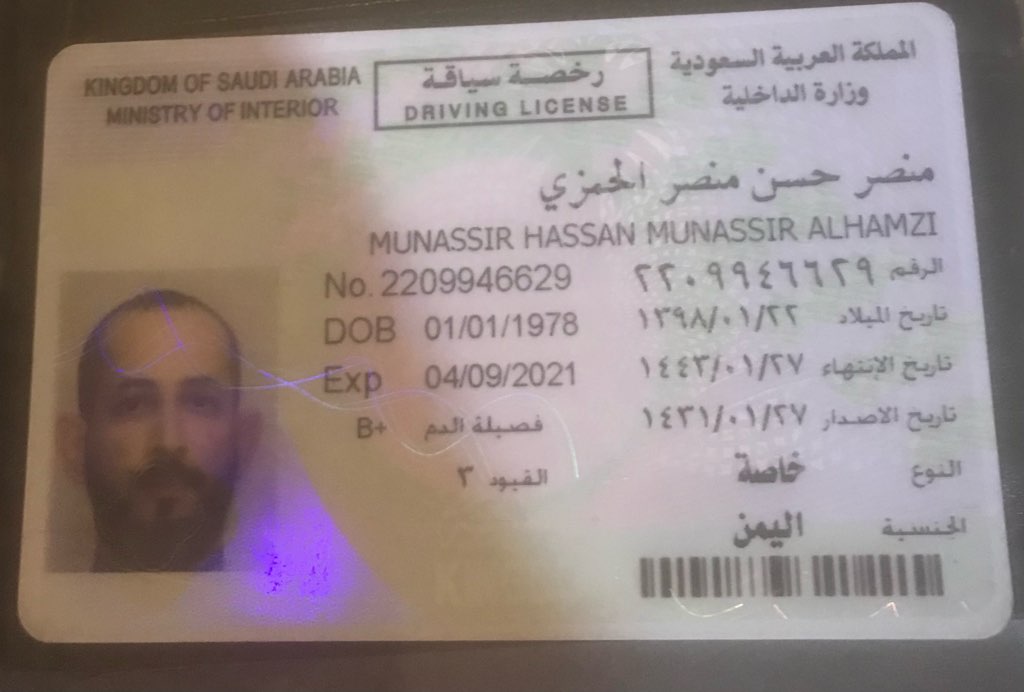 KINGDOM OF SAUDI ARABIA
MINISTRY OF INTERIOR
رخصة سياقة
DRIVING LICENSE
المملكة العربية السعودية
وزارة الداخلية
منصر حسن منصر الحمزي
MUNASSIR HASSAN MUNASSIR ALHAMZI
No. 2209946629
الرقم ٢٢٠٩٩٤٦٦٢٩
DOB 01/01/1978
تاريخ الميلاد ١٣٩٨/٠١/٢٢
Exp 04/09/2021
تاريخ الإنتهاء ١٤٤٣/٠١/٢٧
فصيلة الدم B+
تاريخ الاصدار ١٤٣١/٠١/٢٧
القيود ٣
النوع خاصة
الجنسية اليمن